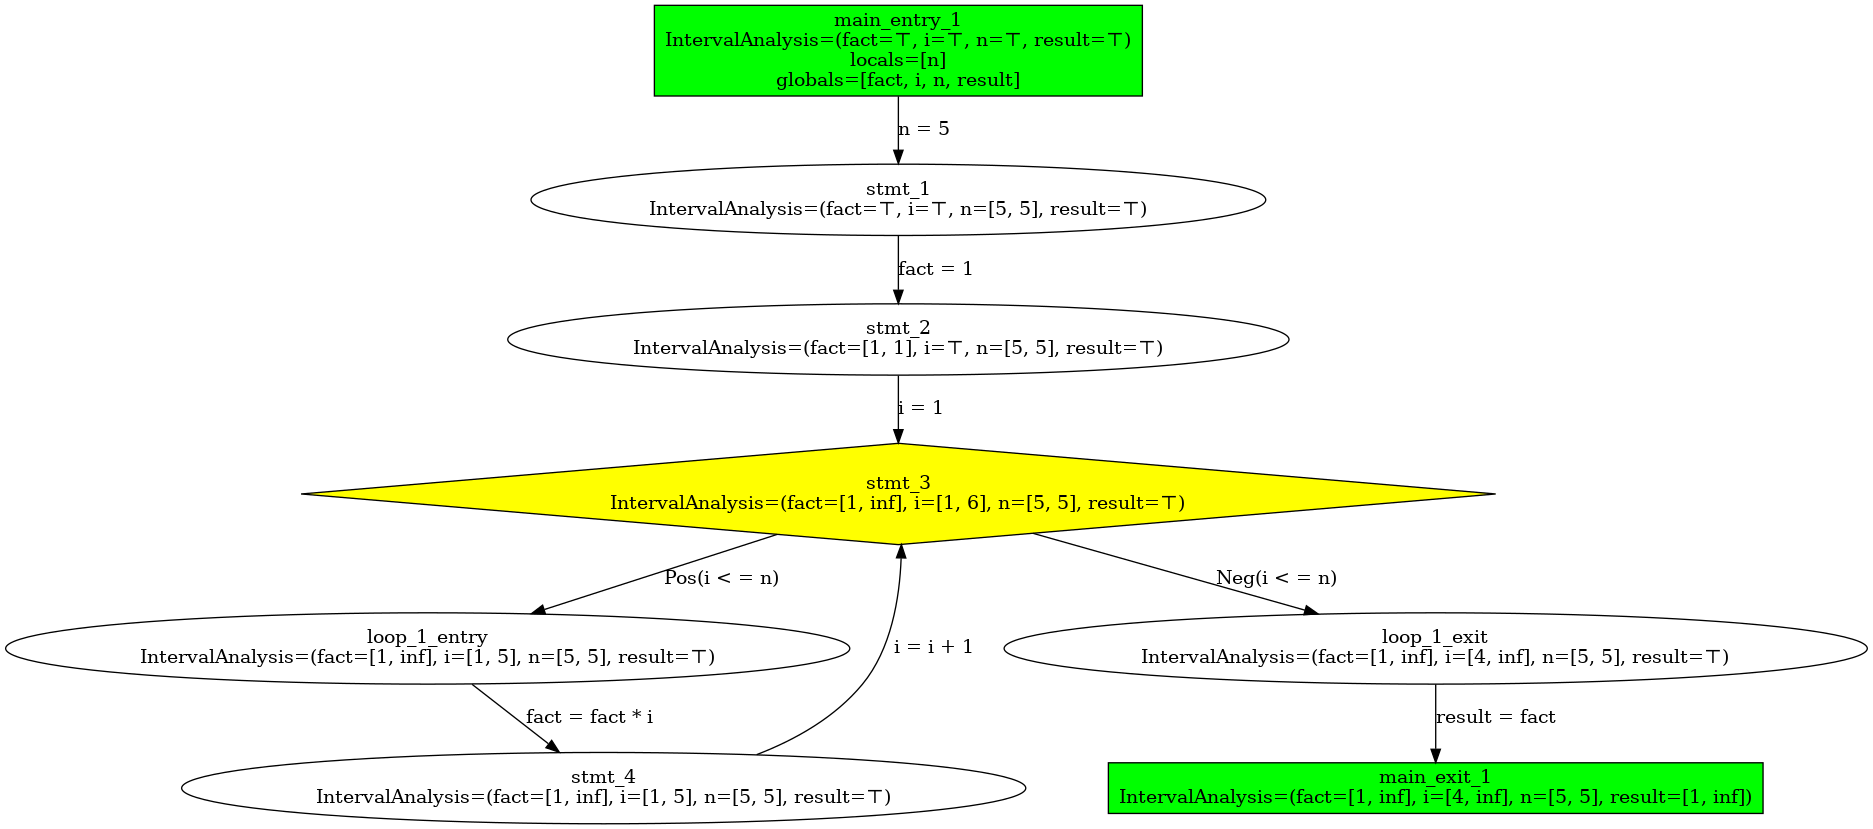 main_entry_1
IntervalAnalysis=(fact=⊤, i=⊤, n=⊤, result=⊤)
locals=[n]
globals=[fact, i, n, result]
n = 5
stmt_1
IntervalAnalysis=(fact=⊤, i=⊤, n=[5, 5], result=⊤)
fact = 1
stmt_2
IntervalAnalysis=(fact=[1, 1], i=⊤, n=[5, 5], result=⊤)
i = 1
stmt_3
IntervalAnalysis=(fact=[1, inf], i=[1, 6], n=[5, 5], result=⊤)
Pos(i < = n)
Neg(i < = n)
loop_1_entry
IntervalAnalysis=(fact=[1, inf], i=[1, 5], n=[5, 5], result=⊤)
i = i + 1
loop_1_exit
IntervalAnalysis=(fact=[1, inf], i=[4, inf], n=[5, 5], result=⊤)
fact = fact * i
result = fact
stmt_4
IntervalAnalysis=(fact=[1, inf], i=[1, 5], n=[5, 5], result=⊤)
main_exit_1
IntervalAnalysis=(fact=[1, inf], i=[4, inf], n=[5, 5], result=[1, inf])